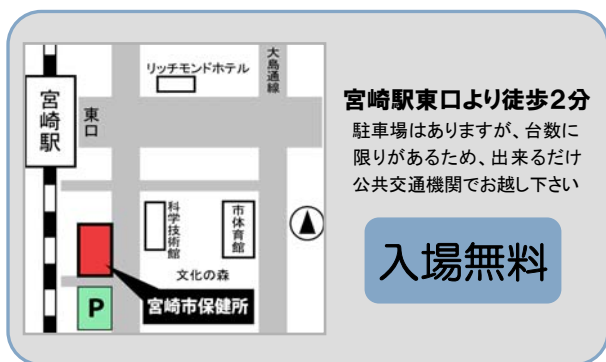 リッチモンドホテル
大島通線
宮崎駅
東口
科学技術館
市体育館
文化の森
P
宮崎市保健所
宮崎駅東口より徒歩2分
駐車場はありますが、台数に
限りがあるため、出来るだけ
公共交通機関でお越し下さい
入場無料